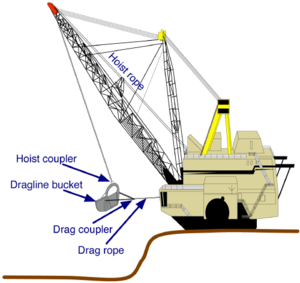 Hoist rope
Hoist coupler
Dragline bucket
Drag coupler
Drag rope